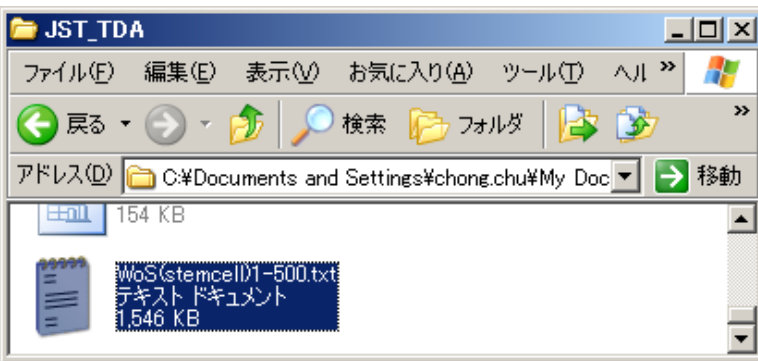 JST_TDA
ファイル(F) 編集(E) 表示(V) お気に入り(A) ツール(T) ヘル »
戻る 検索 フォルダ »
アドレス(D) C:¥Documents and Settings¥chong.chu¥My Doc 移動
154 KB
WoS(stemcell)1-500.txt
テキスト ドキュメント
1,546 KB